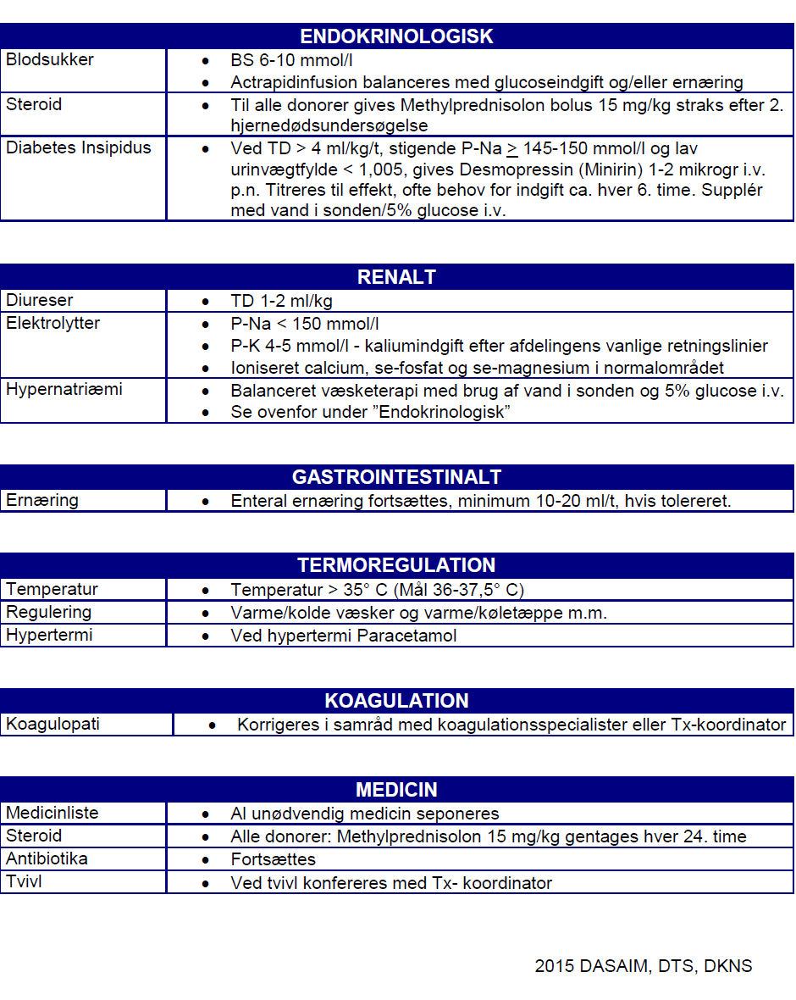 ENDOKRINOLOGISK
Blodsukker
• BS 6-10 mmol/l
• Actrapidinfusion balanceres med glucoseindgift og/eller ernæring
Steroid
• Til alle donorer gives Methylprednisolon bolus 15 mg/kg straks efter 2.
hjernedødsundersøgelse
Diabetes Insipidus
• Ved TD > 4 ml/kg/t, stigende P-Na ≥ 145-150 mmol/l og lav
urinvægtfylde < 1,005, gives Desmopressin (Minirin) 1-2 mikrogr i.v.
p.n. Titreres til effekt, ofte behov for indgift ca. hver 6. time. Supplér
med vand i sonden/5% glucose i.v.
RENALT
Diureser
• TD 1-2 ml/kg
Elektrolytter
• P-Na < 150 mmol/l
• P-K 4-5 mmol/l - kaliumindgift efter afdelingens vanlige retningslinier
• Ioniseret calcium, se-fosfat og se-magnesium i normalområdet
Hypernatriæmi
• Balanceret væsketerapi med brug af vand i sonden og 5% glucose i.v.
• Se ovenfor under ”Endokrinologisk”
GASTROINTESTINALT
Ernæring
• Enteral ernæring fortsættes, minimum 10-20 ml/t, hvis tolereret.
TERMOREGULATION
Temperatur
• Temperatur > 35° C (Mål 36-37,5° C)
Regulering
• Varme/kolde væsker og varme/køletæppe m.m.
Hypertermi
• Ved hypertermi Paracetamol
KOAGULATION
Koagulopati
• Korrigeres i samråd med koagulationsspecialister eller Tx-koordinator
MEDICIN
Medicinliste
• Al unødvendig medicin seponeres
Steroid
• Alle donorer: Methylprednisolon 15 mg/kg gentages hver 24. time
Antibiotika
• Fortsættes
Tvivl
• Ved tvivl konfereres med Tx- koordinator
2015 DASAIM, DTS, DKNS